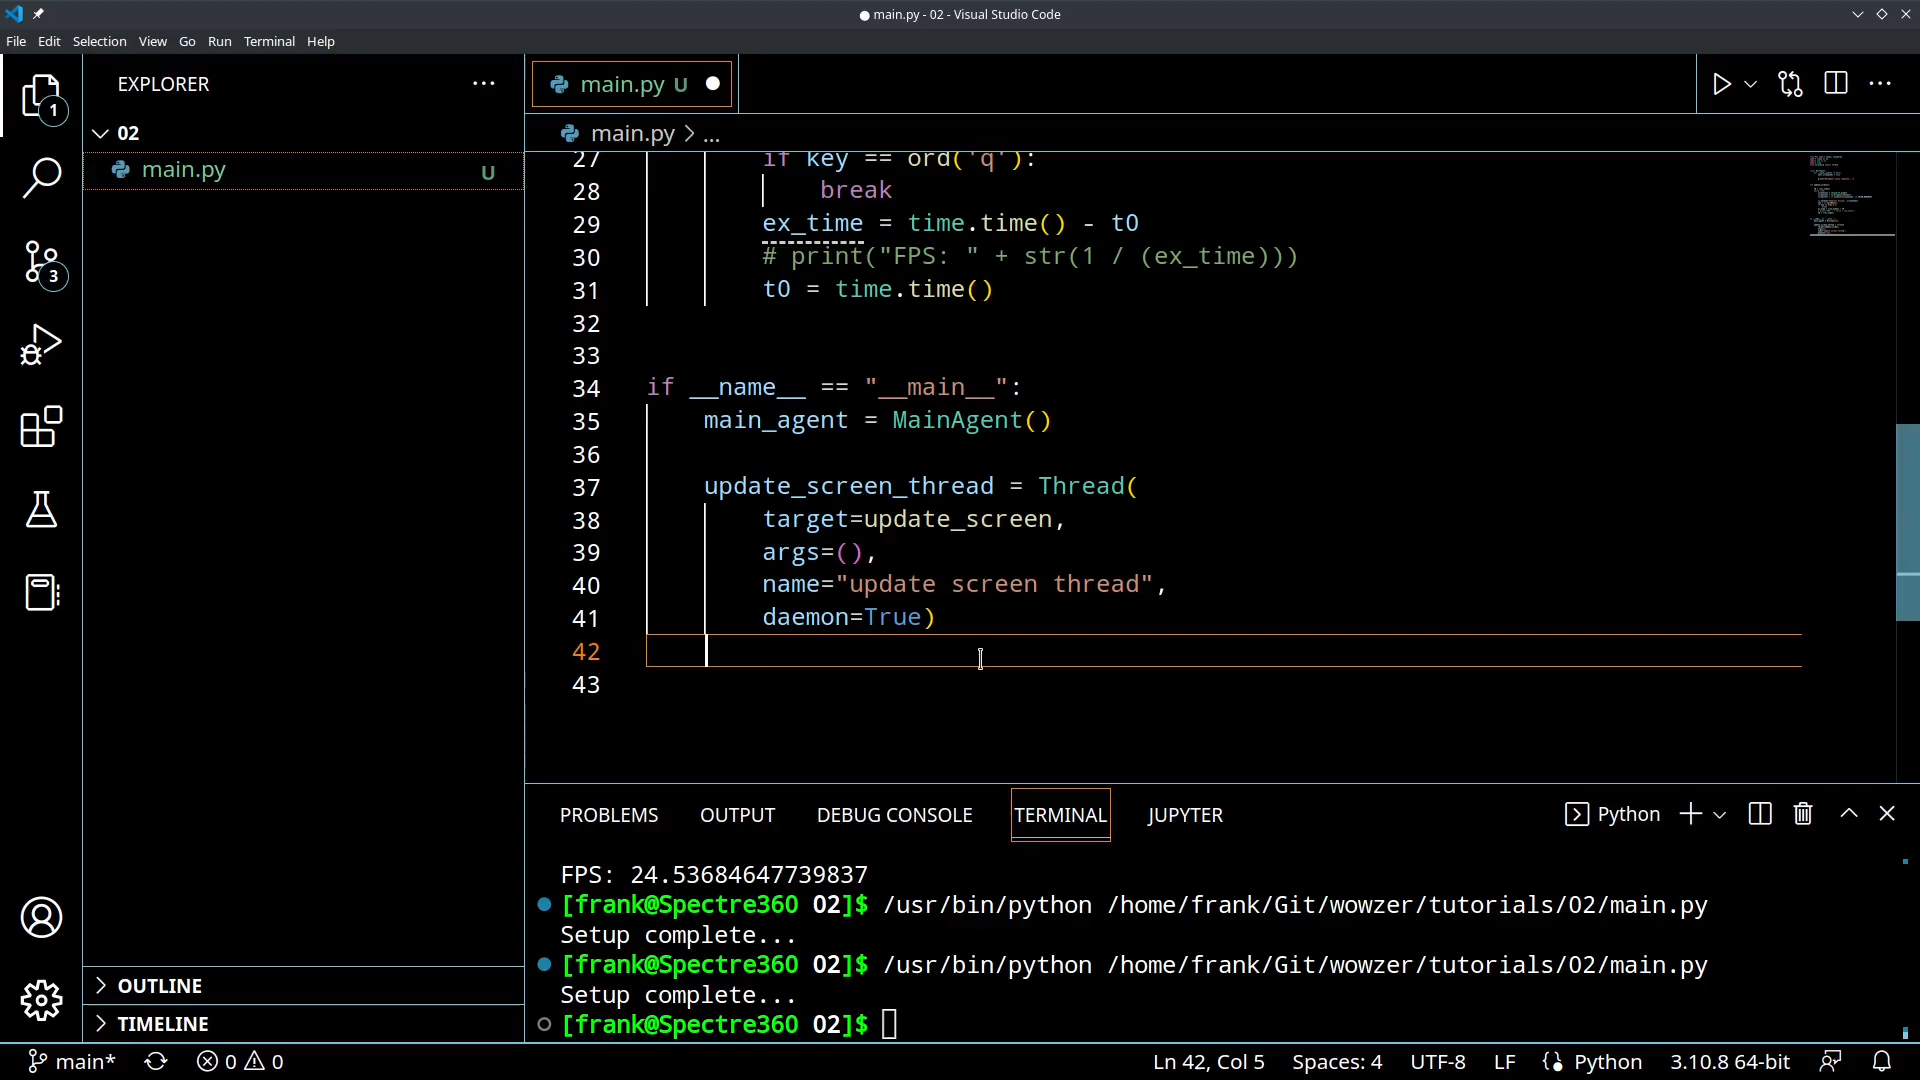 main.py - 02 - Visual Studio Code
File Edit Selection View Go Run Terminal Help
EXPLORER
02
main.py U
OUTLINE
TIMELINE
1
3
main.py U
main.py > ...
27 if key == ord('q'):
28 break
29 ex_time = time.time() - t0
30 # print("FPS: " + str(1 / (ex_time)))
31 t0 = time.time()
32
33
34 if __name__ == "__main__":
35 main_agent = MainAgent()
36
37 update_screen_thread = Thread(
38 target=update_screen,
39 args=(),
40 name="update screen thread",
41 daemon=True)
42
43
PROBLEMS OUTPUT DEBUG CONSOLE TERMINAL JUPYTER
Python
FPS: 24.53684647739837
[frank@Spectre360 02]$ /usr/bin/python /home/frank/Git/wowzer/tutorials/02/main.py
Setup complete...
[frank@Spectre360 02]$ /usr/bin/python /home/frank/Git/wowzer/tutorials/02/main.py
Setup complete...
[frank@Spectre360 02]$
main* 0 0 Ln 42, Col 5 Spaces: 4 UTF-8 LF Python 3.10.8 64-bit